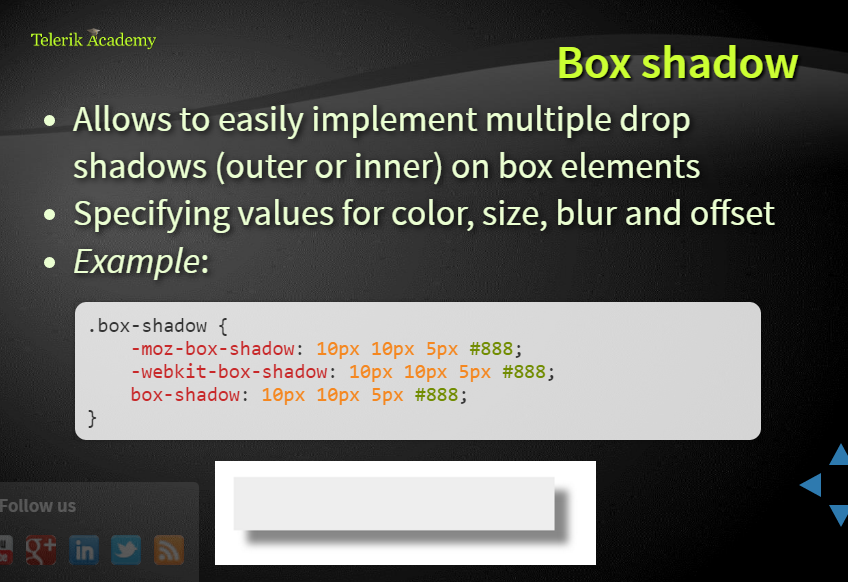 Telerik Academy
Box shadow
• Allows to easily implement multiple drop
shadows (outer or inner) on box elements
• Specifying values for color, size, blur and offset
• Example:
.box-shadow {
    -moz-box-shadow: 10px 10px 5px #888;
    -webkit-box-shadow: 10px 10px 5px #888;
    box-shadow: 10px 10px 5px #888;
}
Follow us
g+ in